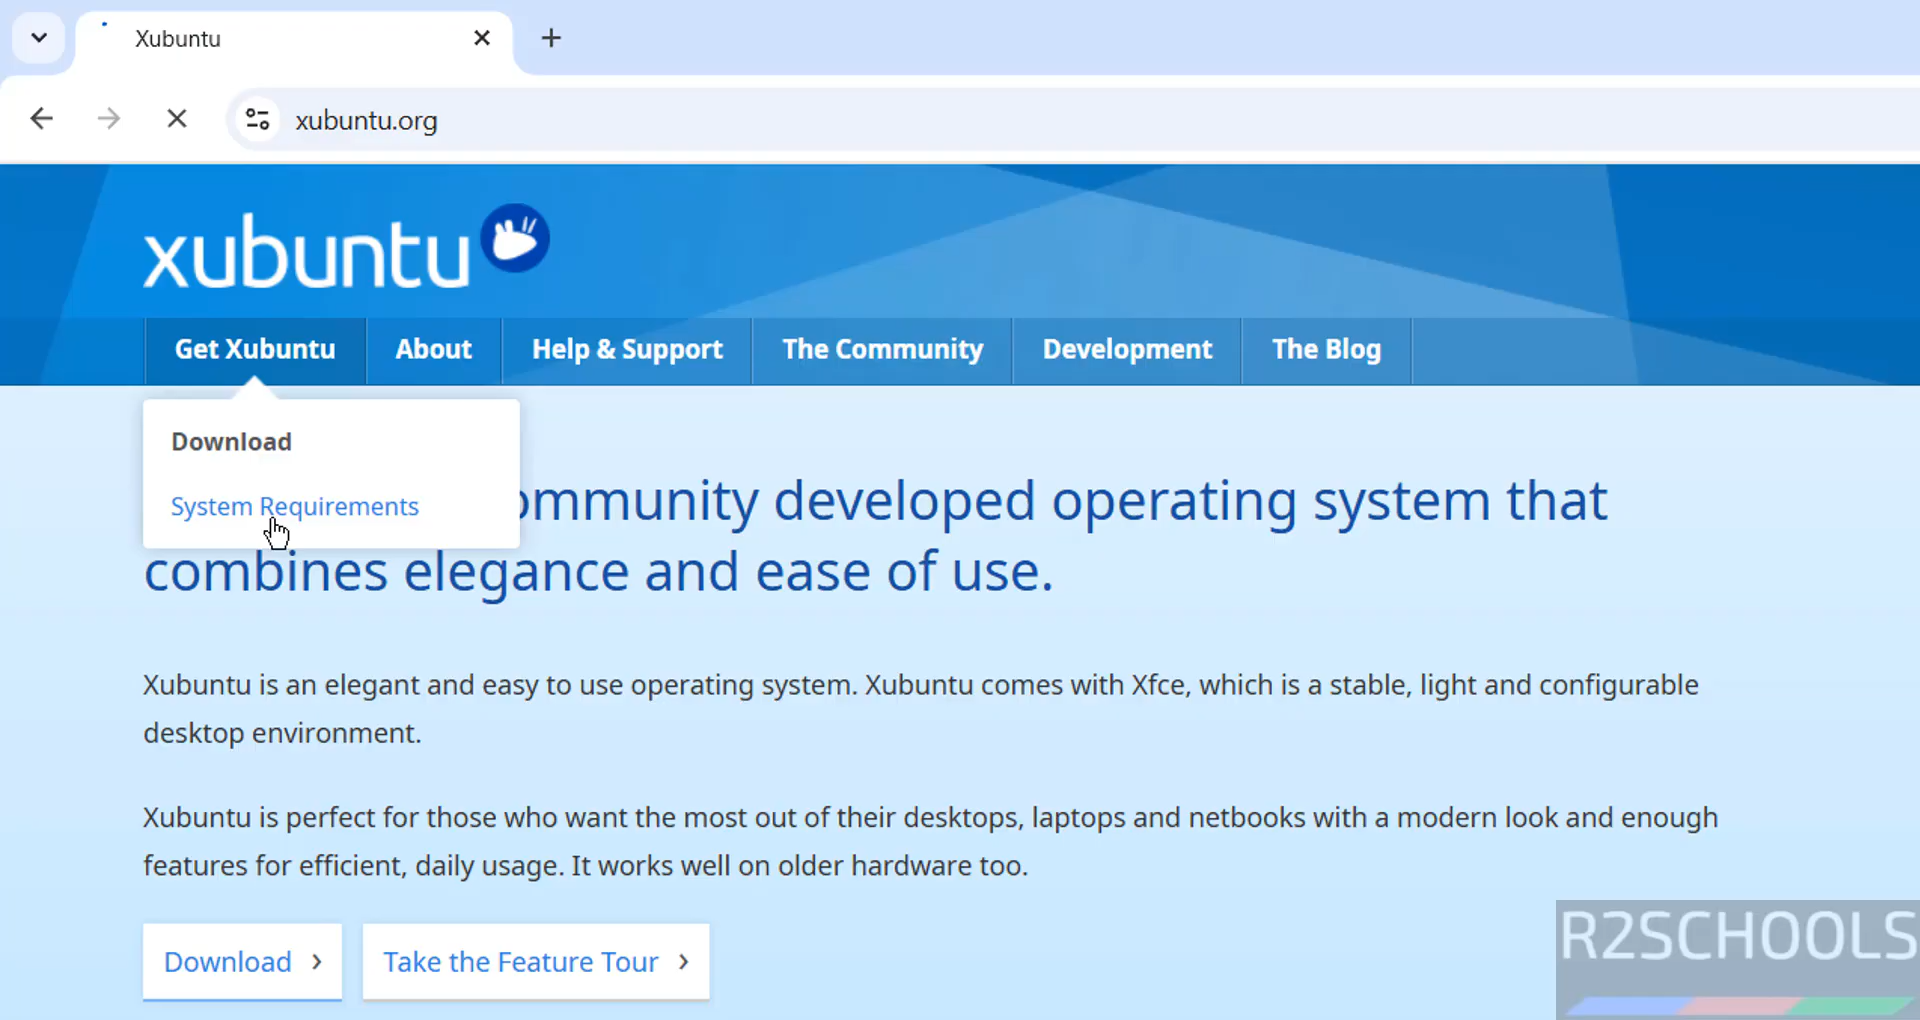 Xubuntu
xubuntu.org
xubuntu
Get Xubuntu About Help & Support The Community Development The Blog
Download
System Requirements
ommunity developed operating system that
combines elegance and ease of use.
Xubuntu is an elegant and easy to use operating system. Xubuntu comes with Xfce, which is a stable, light and configurable
desktop environment.
Xubuntu is perfect for those who want the most out of their desktops, laptops and netbooks with a modern look and enough
features for efficient, daily usage. It works well on older hardware too.
Download Take the Feature Tour
R2SCHOOLS